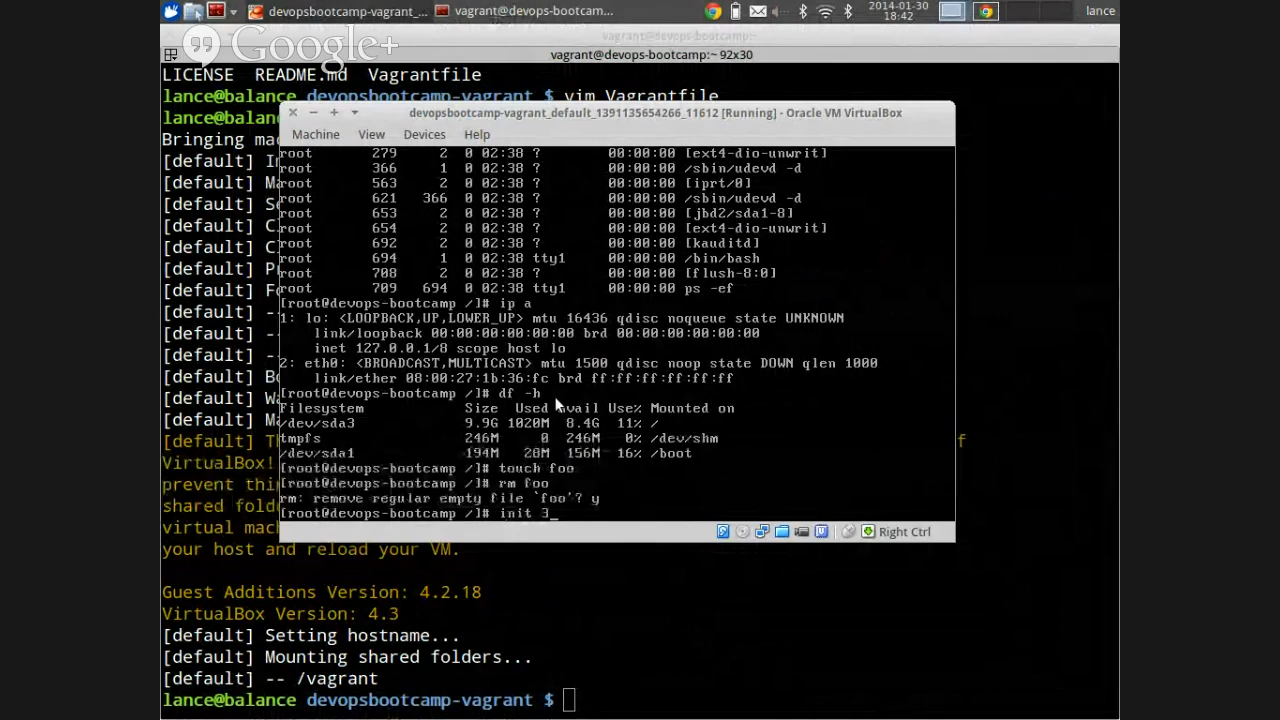 devopsbootcamp-vagrant_... vagrant@devops-bootcam... 2014-01-30 18:42 lance
Google+
vagrant@devops-bootcamp:~
vagrant@devops-bootcamp:~ 92x30
LICENSE README.md Vagrantfile
lance@balance devopsbootcamp-vagrant $ vim Vagrantfile
lance@
Bringing ma
[default] I
[default] Ma
[default] S
[default] C
[default] C
[default] P
[default] F
[default] -
[default] -
[default] -
[default] B
[default] Wa
[default] Ma
[default] Th f
VirtualBox!
prevent thi
shared fold
virtual mac
your host and reload your VM.
Guest Additions Version: 4.2.18
VirtualBox Version: 4.3
[default] Setting hostname...
[default] Mounting shared folders...
[default] -- /vagrant
lance@balance devopsbootcamp-vagrant $
devopsbootcamp-vagrant_default_1391135654266_11612 [Running] - Oracle VM VirtualBox
Machine View Devices Help
root 279 2 0 02:38 ? 00:00:00 [ext4-dio-unwrit]
root 366 1 0 02:38 ? 00:00:00 /sbin/udevd -d
root 563 2 0 02:38 ? 00:00:00 [iprt/0]
root 621 366 0 02:38 ? 00:00:00 /sbin/udevd -d
root 653 2 0 02:38 ? 00:00:00 [jbd2/sda1-8]
root 654 2 0 02:38 ? 00:00:00 [ext4-dio-unwrit]
root 692 2 0 02:38 ? 00:00:00 [kauditd]
root 694 1 0 02:38 tty1 00:00:00 /bin/bash
root 708 2 0 02:38 ? 00:00:00 [flush-8:0]
root 709 694 0 02:38 tty1 00:00:00 ps -ef
[root@devops-bootcamp /]# ip a
1: lo: <LOOPBACK,UP,LOWER_UP> mtu 16436 qdisc noqueue state UNKNOWN
link/loopback 00:00:00:00:00:00 brd 00:00:00:00:00:00
inet 127.0.0.1/8 scope host lo
2: eth0: <BROADCAST,MULTICAST> mtu 1500 qdisc noop state DOWN qlen 1000
link/ether 08:00:27:1b:36:fc brd ff:ff:ff:ff:ff:ff
[root@devops-bootcamp /]# df -h
Filesystem Size Used Avail Use% Mounted on
/dev/sda3 9.9G 1020M 8.4G 11% /
tmpfs 246M 0 246M 0% /dev/shm
/dev/sda1 194M 28M 156M 16% /boot
[root@devops-bootcamp /]# touch foo
[root@devops-bootcamp /]# rm foo
rm: remove regular empty file `foo'? y
[root@devops-bootcamp /]# init 3_
Right Ctrl